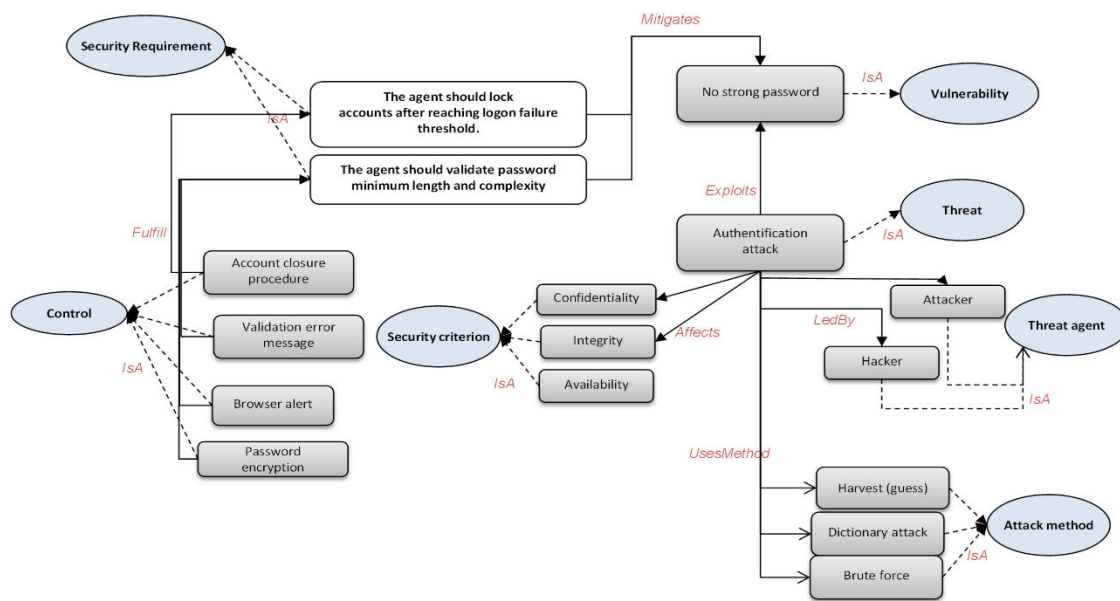 Mitigates
Security Requirement
No strong password
IsA
Vulnerability
The agent should lock
accounts after reaching logon failure
threshold.
IsA
The agent should validate password
minimum length and complexity
Exploits
Threat
Authentification
attack
IsA
Fulfill
Account closure
procedure
Confidentiality
Attacker
Control
Validation error
message
Security criterion
Integrity
Affects
LedBy
Threat agent
Hacker
IsA
Browser alert
IsA
Availability
IsA
Password
encryption
UsesMethod
Harvest (guess)
Dictionary attack
Attack method
IsA
Brute force